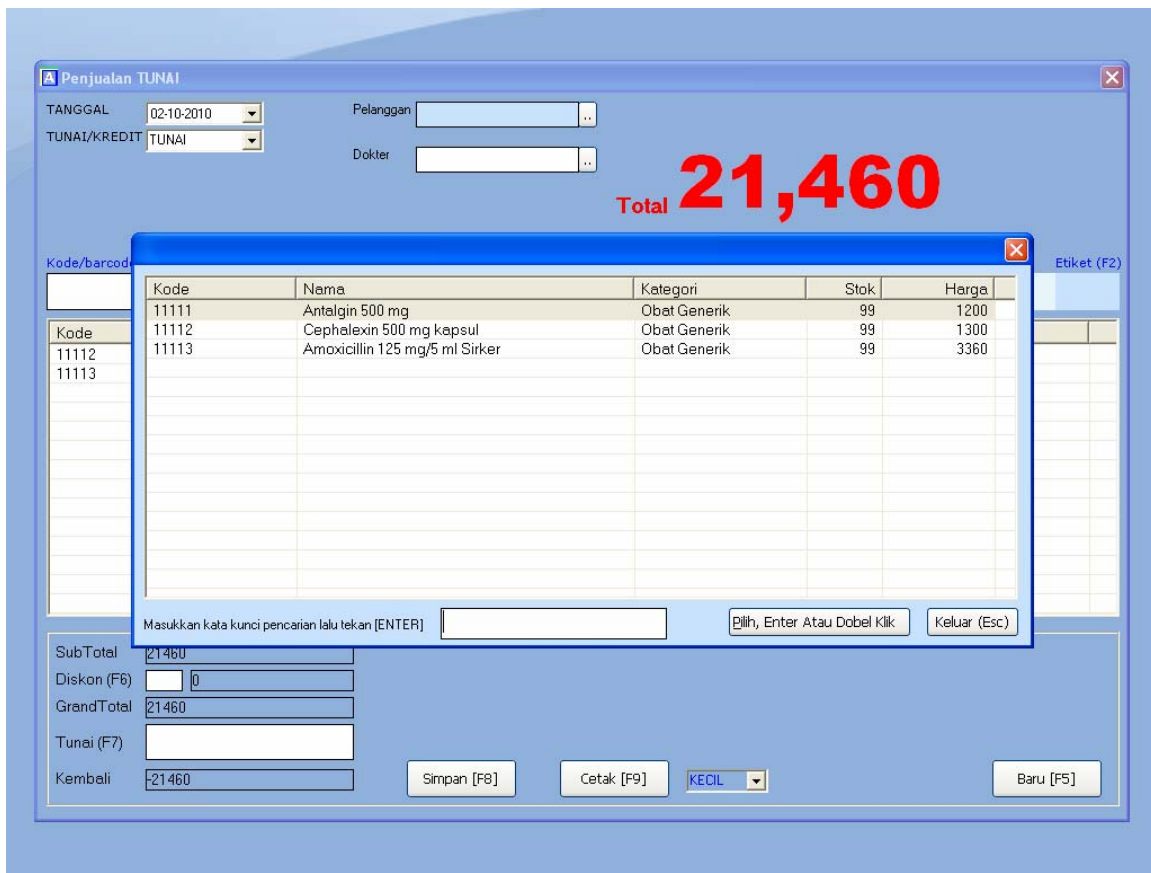 Penjualan TUNAI
TANGGAL 02-10-2010 Pelanggan ..
TUNAI/KREDIT TUNAI
Dokter ..
Total 21,460
Kode/barcode Etiket (F2)
Kode Nama Kategori Stok Harga
11111 Antalgin 500 mg Obat Generik 99 1200
11112 Cephalexin 500 mg kapsul Obat Generik 99 1300
11113 Amoxicillin 125 mg/5 ml Sirker Obat Generik 99 3360
Kode
11112
11113
Masukkan kata kunci pencarian lalu tekan [ENTER] Pilih, Enter Atau Dobel Klik Keluar (Esc)
SubTotal 21460
Diskon (F6) 0
GrandTotal 21460
Tunai (F7)
Kembali -21460
Simpan [F8] Cetak [F9] KECIL Baru [F5]